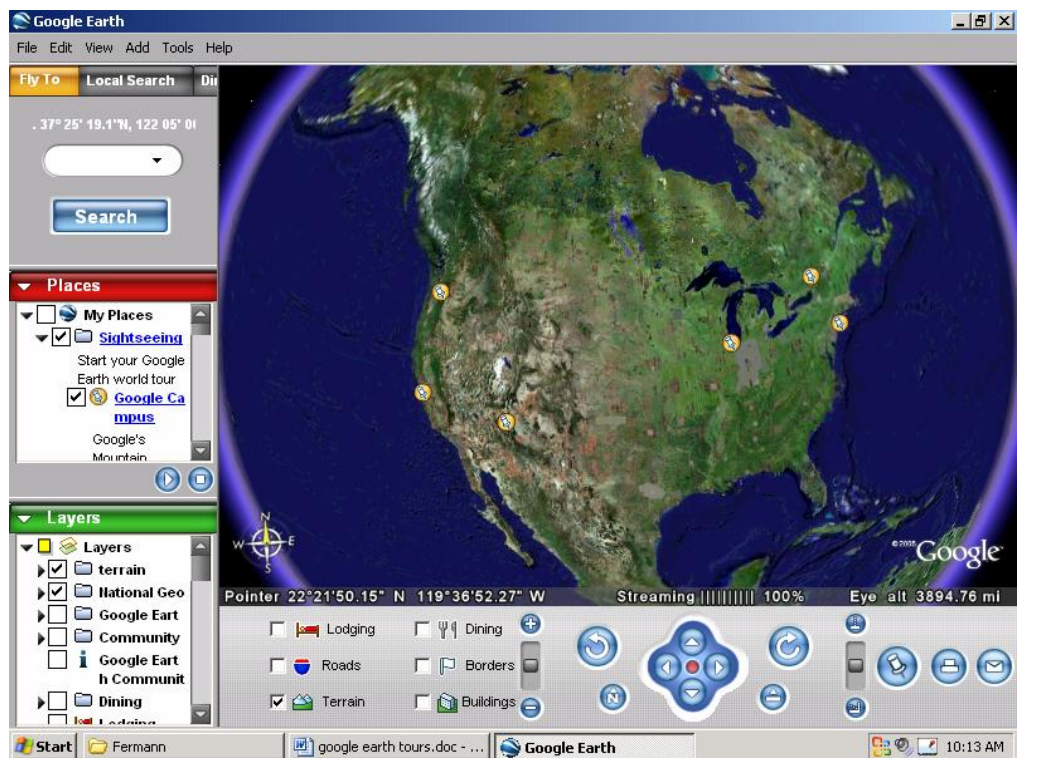 Google Earth
File Edit View Add Tools Help
Fly To Local Search Dir
. 37° 25' 19.1"N, 122 05' 0
Search
Places
My Places
Sightseeing
Start your Google
Earth world tour
Google Ca
mpus
Google's
Mountain
Layers
Layers
terrain
National Geo
Google Eart
Community
Google Eart
h Communit
Dining
Lodging
N
W E
S
©2005 Google
Pointer 22°21'50.15" N 119°36'52.27" W Streaming |||||||||| 100% Eye alt 3894.76 mi
Lodging Dining
Roads Borders
Terrain Buildings
N
Start Fermann google earth tours.doc - ... Google Earth 10:13 AM